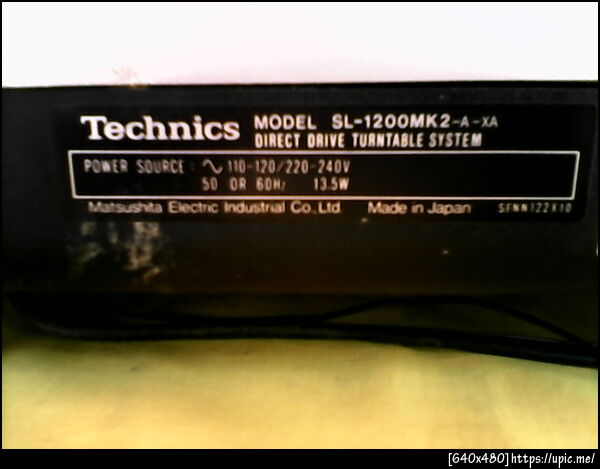 Technics MODEL SL-1200MK2-A-XA
DIRECT DRIVE TURNTABLE SYSTEM
POWER SOURCE : ∿ 110-120/220-240V
50 OR 60Hz 13.5W
Matsushita Electric Industrial Co., Ltd. Made in Japan SFNN122X10
[640x480]https://upic.me/